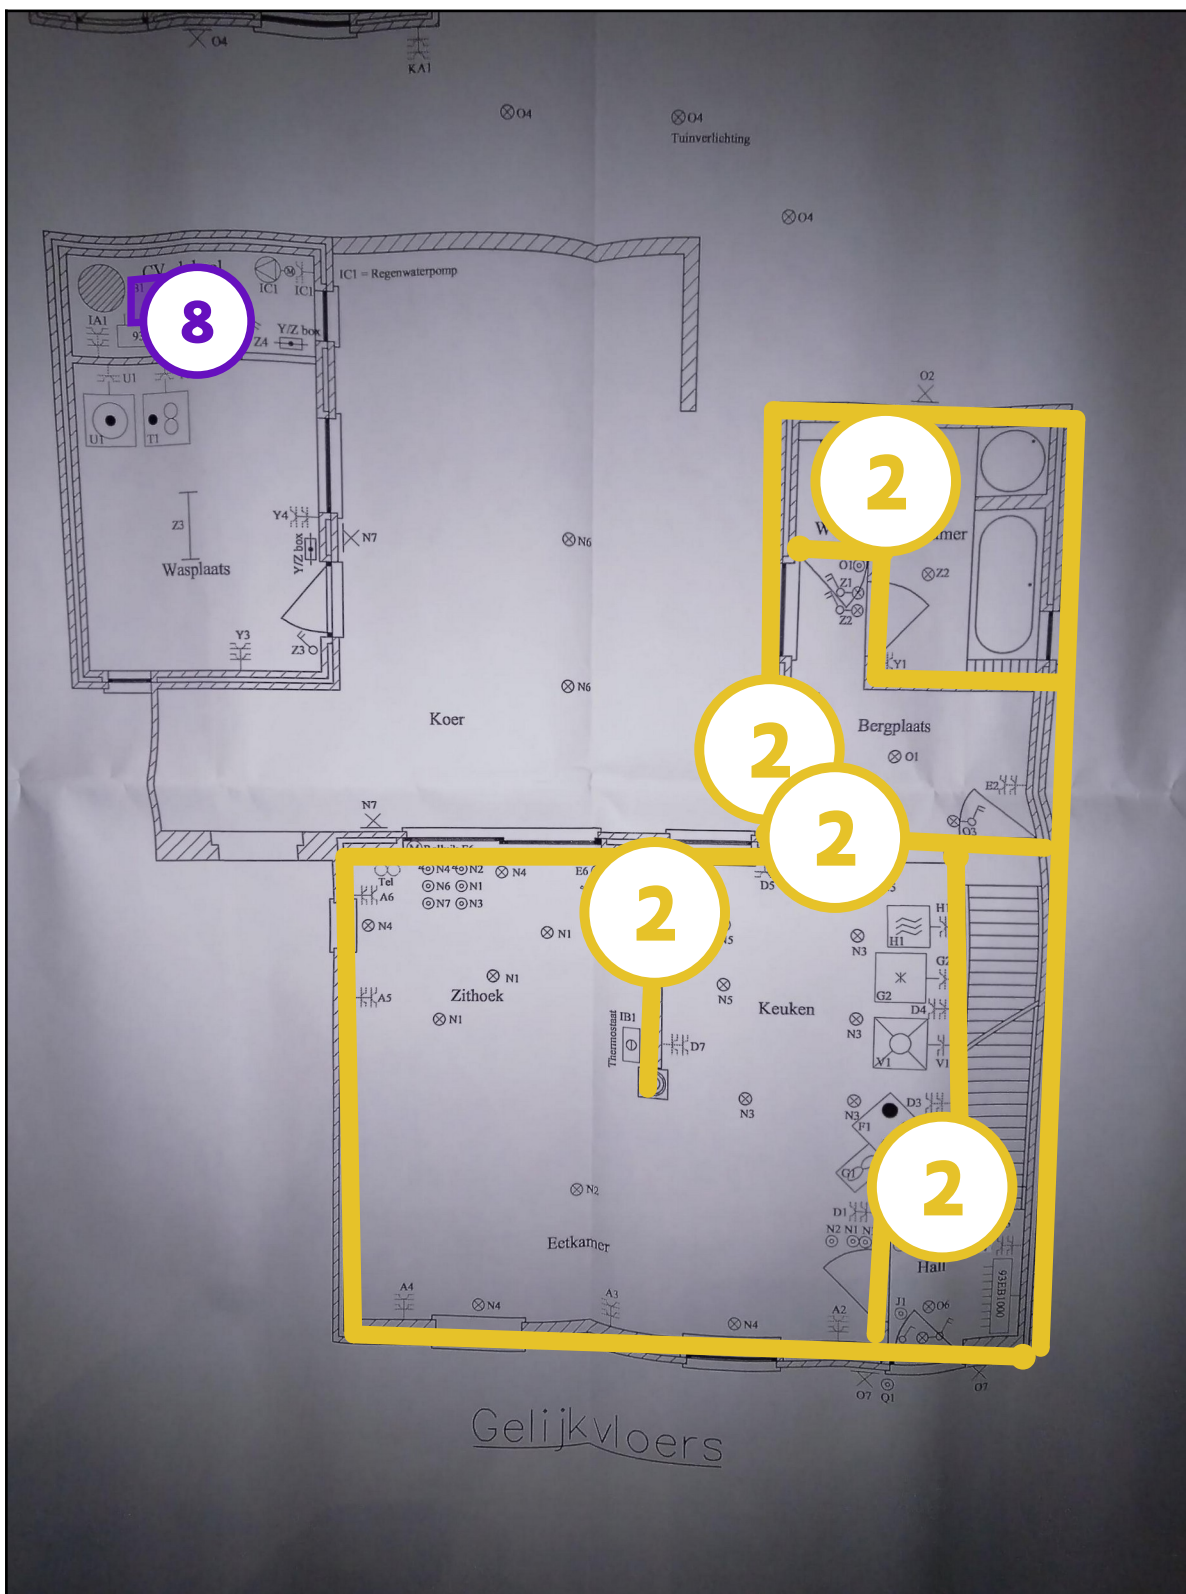 O4
KA1
O4
O4
Tuinverlichting
O4
IC1 = Regenwaterpomp
IC1
IC1
IA1
8
Y/Z box
Z4
U1
U1
T1
O2
2
Y4
Z3
N7
N6
Y/Z box
Wasplaats
O1
Z1
Z2
Z2
Y3
Z3
Y1
N6
Koer
Bergplaats
2
O1
E2
N7
O3
2
Tel
N4
N2
N4
E6
D5
A6
N6
N1
N7
N3
2
H1
N4
N1
N5
N3
H1
G2
N1
Zithoek
A5
N5
G2
Keuken
D4
N1
Thermostaat
IB1
D7
N3
V1
V1
N3
N3
D3
F1
G1
2
N2
D1
N2
N1
Eetkamer
Hall
93EB1000
A4
A3
A2
J1
O6
N4
N4
O7
Q1
O7
Gelijkvloers